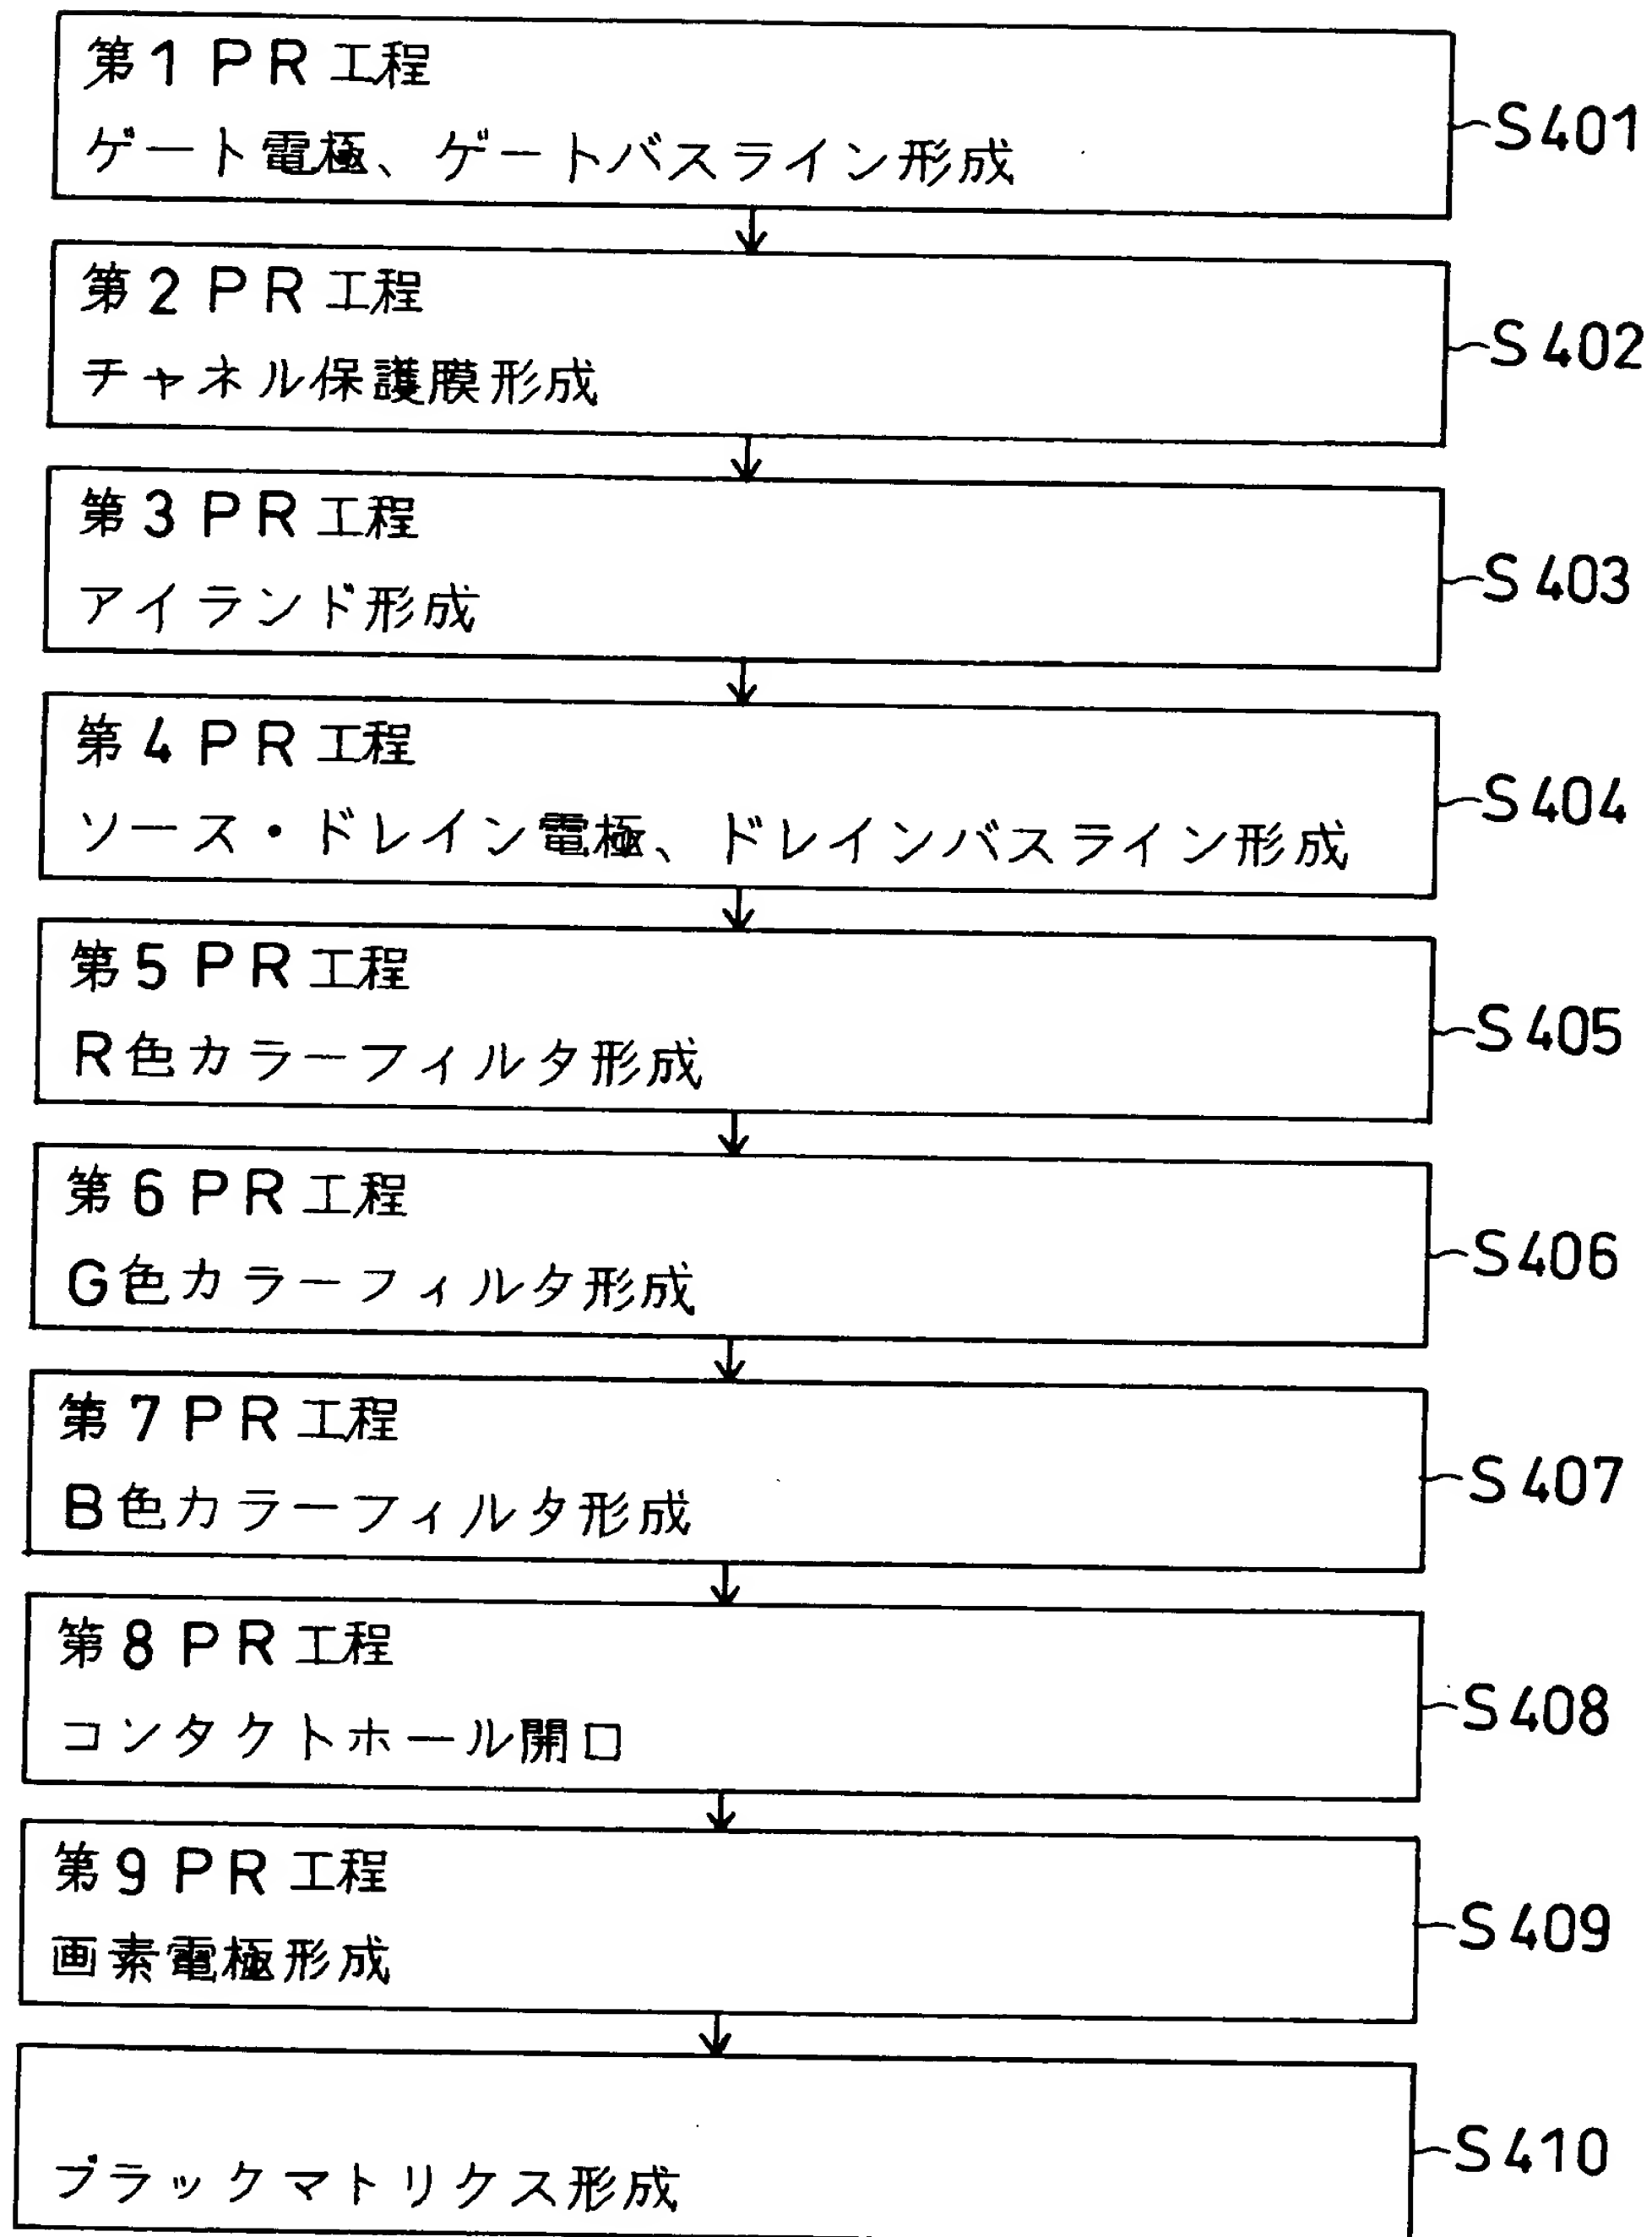 第1 PR工程
ゲート電極、ゲートバスライン形成
S401
第2 PR工程
チャネル保護膜形成
S402
第3 PR工程
アイランド形成
S403
第4 PR工程
ソース・ドレイン電極、ドレインバスライン形成
S404
第5 PR工程
R色カラーフィルタ形成
S405
第6 PR工程
G色カラーフィルタ形成
S406
第7 PR工程
B色カラーフィルタ形成
S407
第8 PR工程
コンタクトホール開口
S408
第9 PR工程
画素電極形成
S409
ブラックマトリクス形成
S410